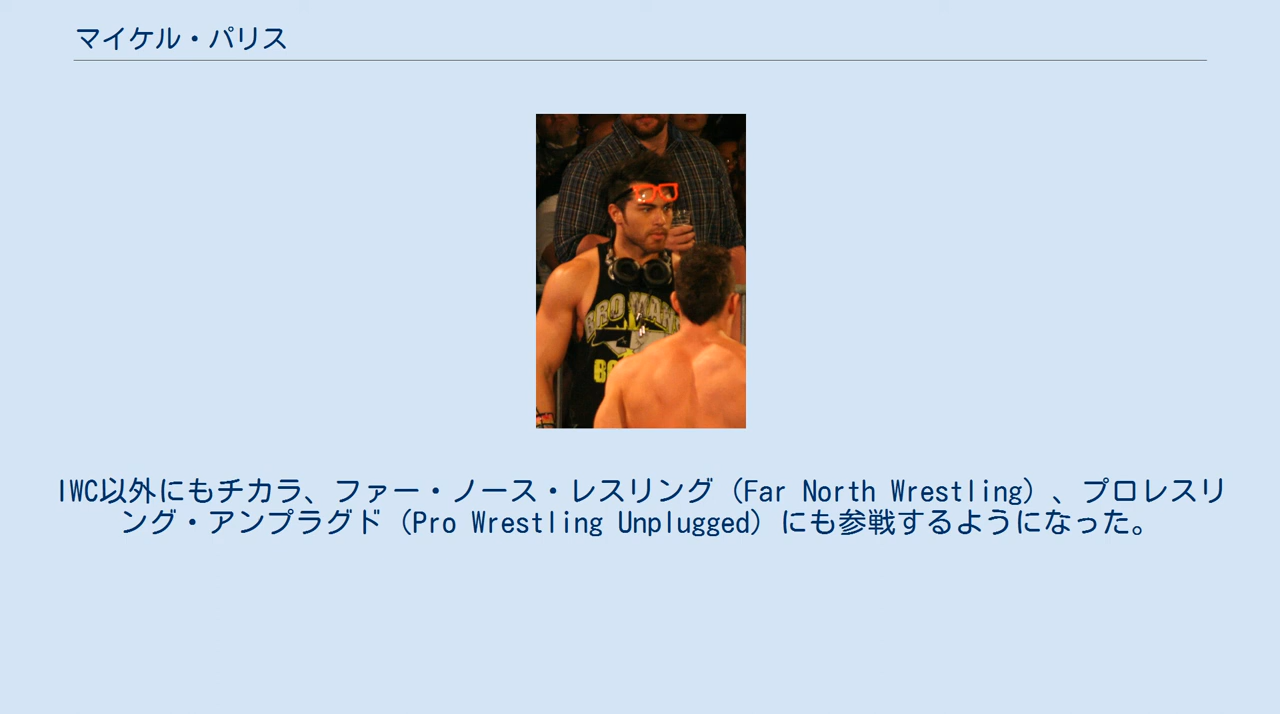 マイケル・パリス
BRO MAN
IWC以外にもチカラ、ファー・ノース・レスリング（Far North Wrestling）、プロレスリ
ング・アンプラグド（Pro Wrestling Unplugged）にも参戦するようになった。